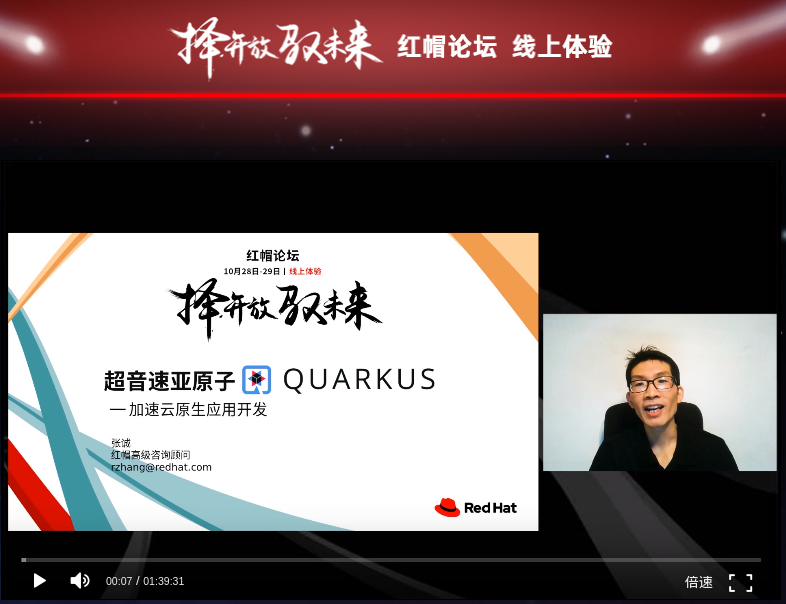 择开放 驭未来 红帽论坛 线上体验
红帽论坛
10月28日-29日 | 线上体验
择开放 驭未来
超音速亚原子 QUARKUS
一 加速云原生应用开发
张诚
红帽高级咨询顾问
rzhang@redhat.com
Red Hat
00:07 / 01:39:31
倍速